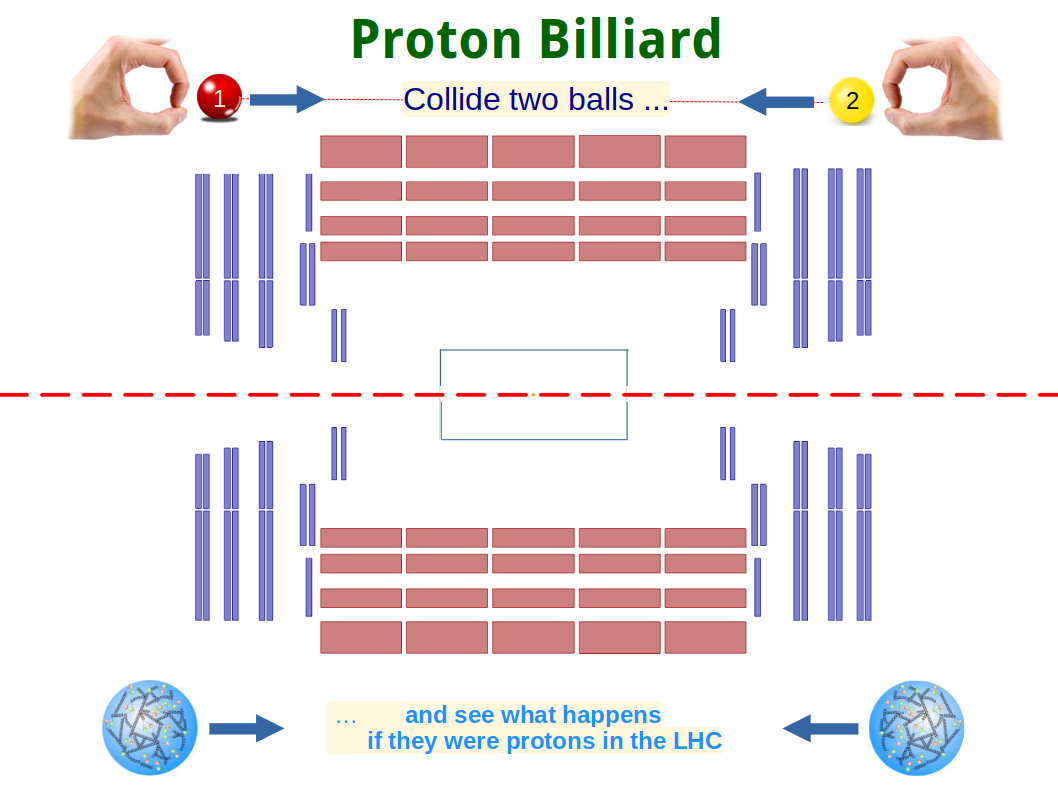 Proton Billiard
1
Collide two balls ...
2
... and see what happens
if they were protons in the LHC